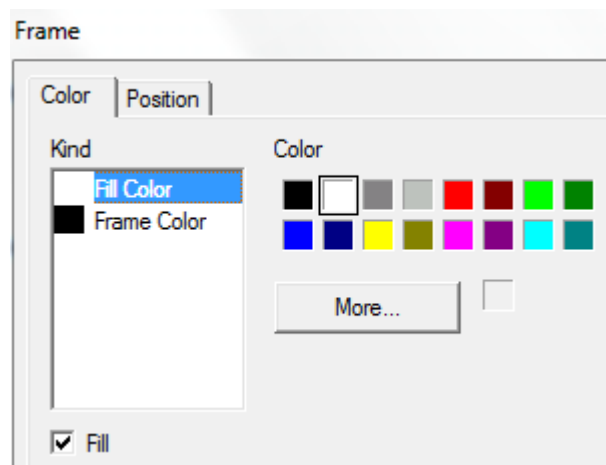 Frame
Color Position
Kind
Color
Fill Color
Frame Color
More...
Fill